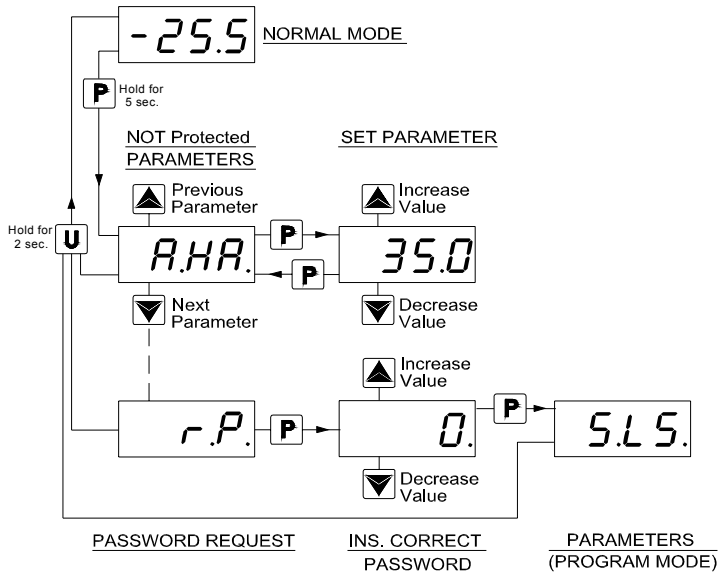 -25.5 NORMAL MODE
P Hold for
5 sec.
NOT Protected
PARAMETERS
SET PARAMETER
Previous
Parameter
Increase
Value
Hold for
2 sec.
U
A.HA.
P
P
35.0
Next
Parameter
Decrease
Value
Increase
Value
r.P.
P
0.
P
S.L S.
Decrease
Value
PASSWORD REQUEST
INS. CORRECT
PASSWORD
PARAMETERS
(PROGRAM MODE)